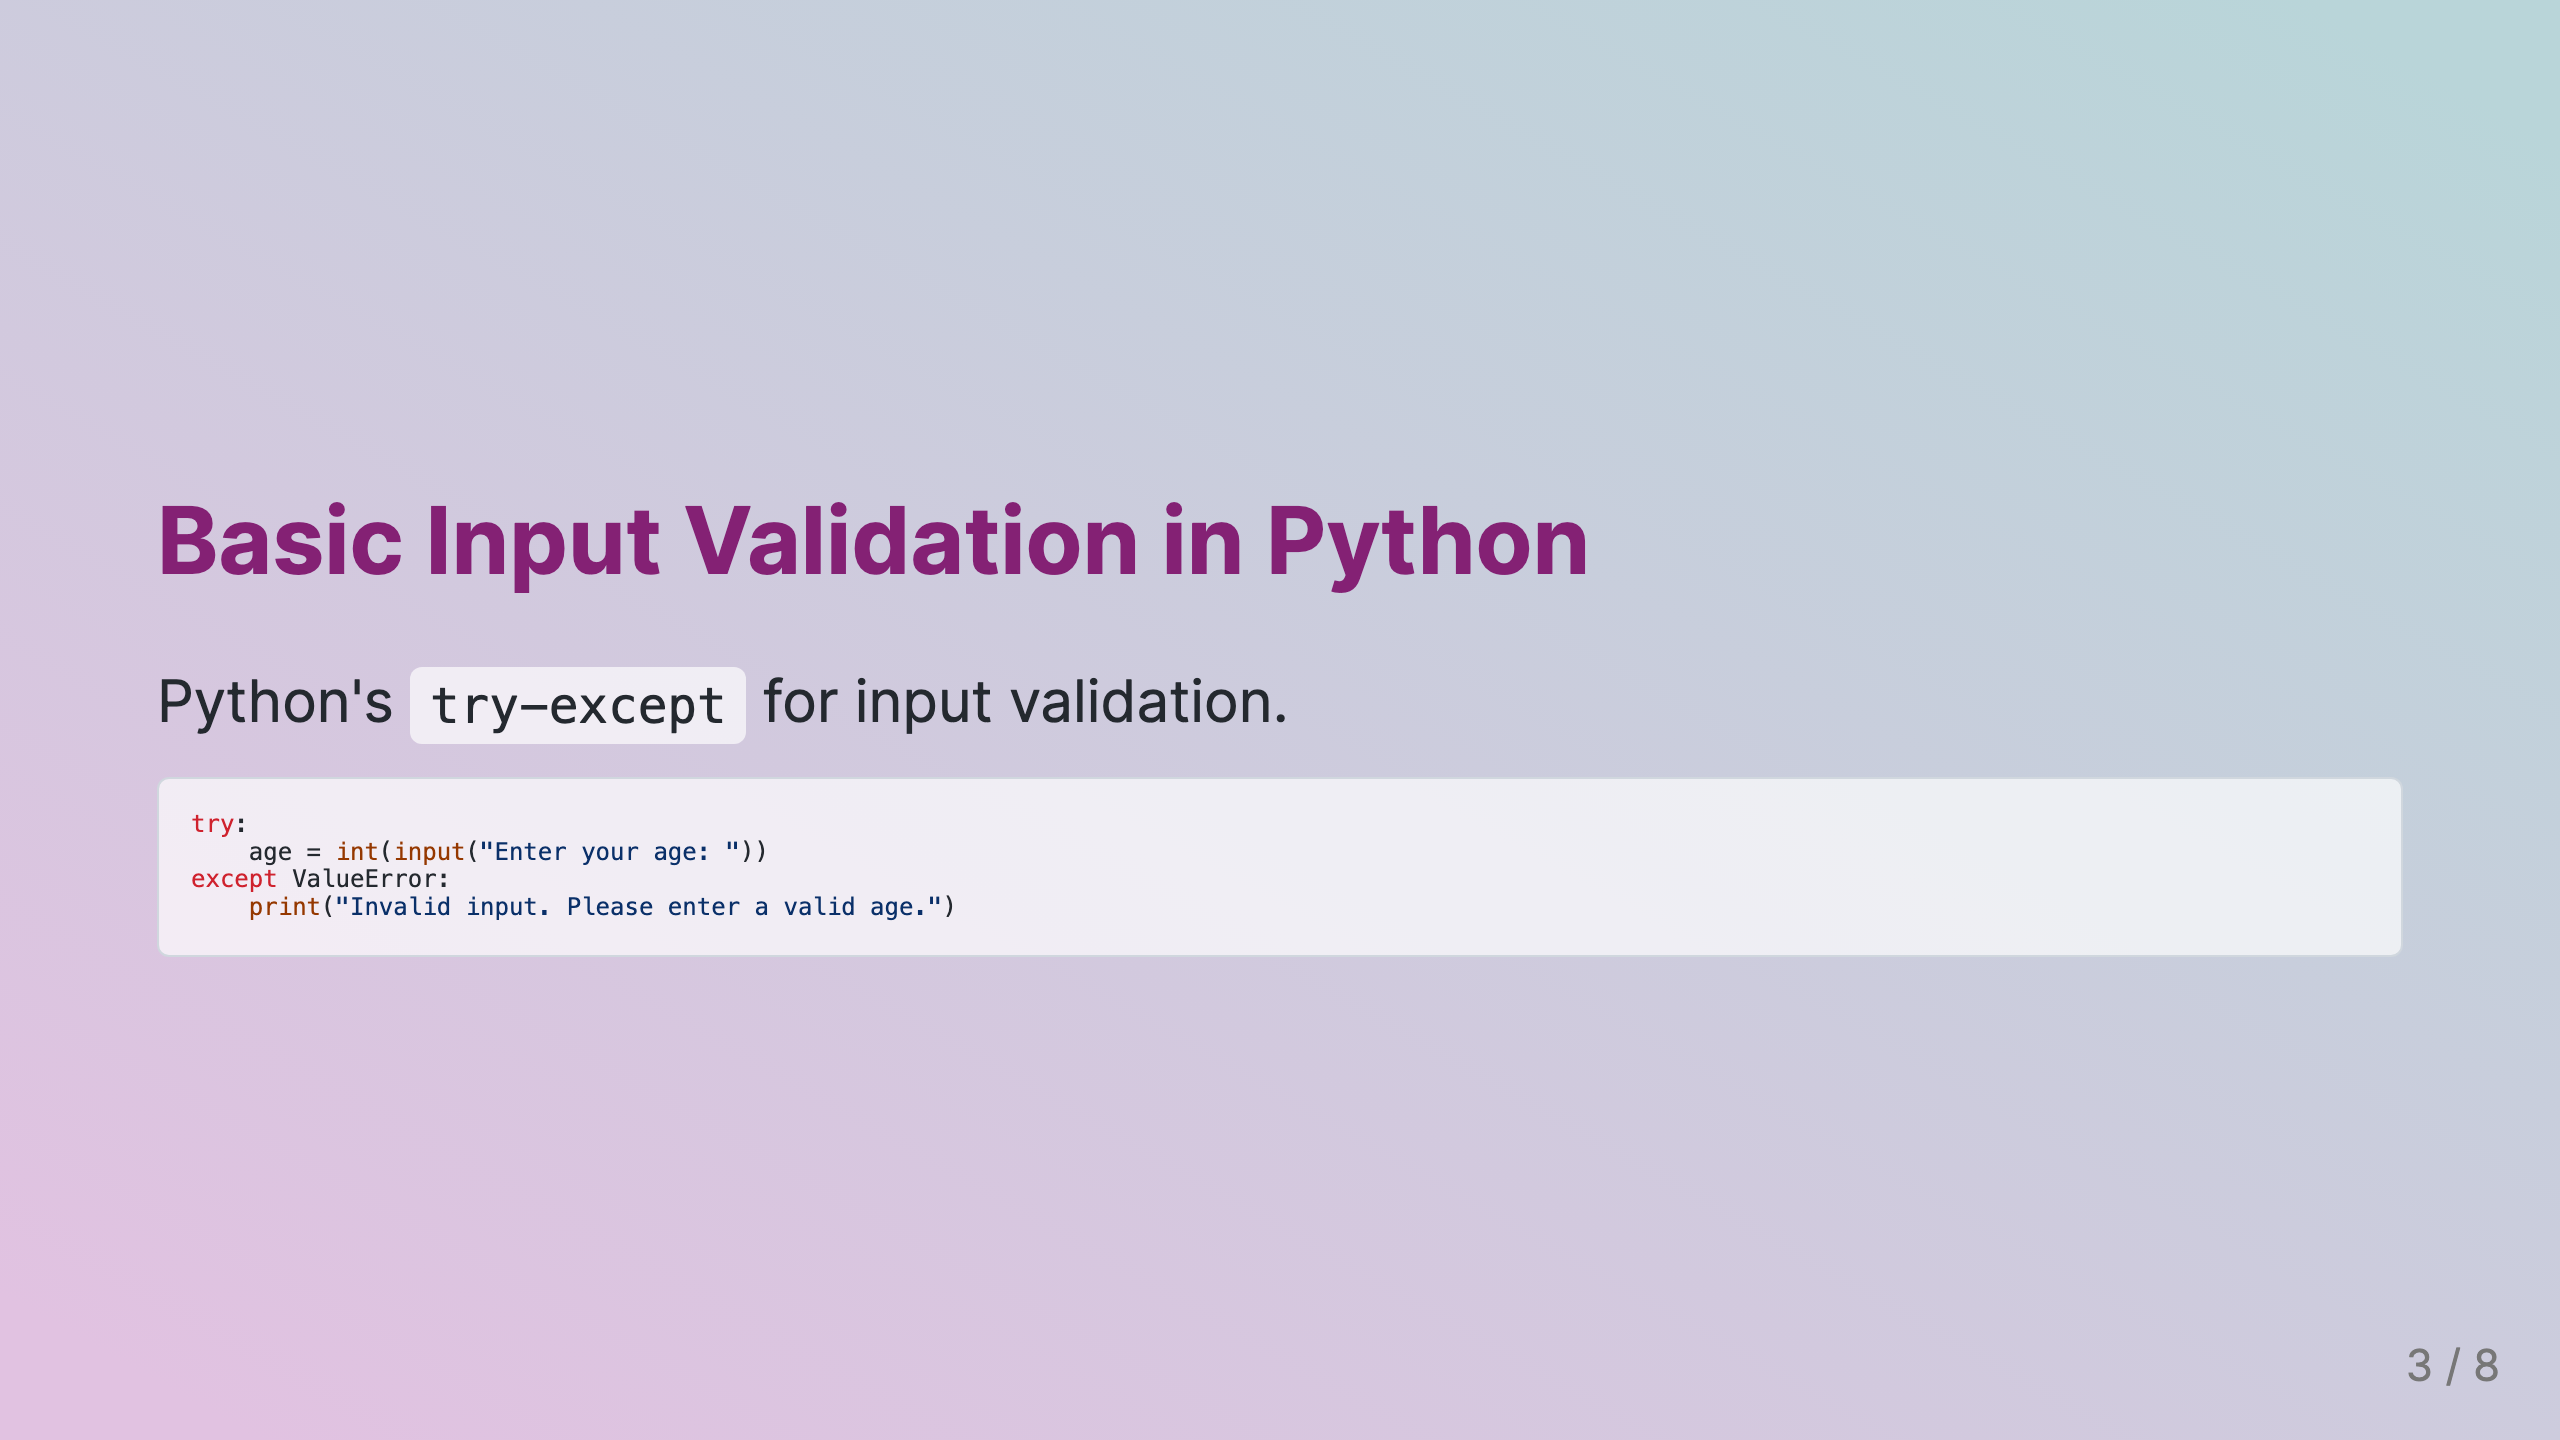 Basic Input Validation in Python
Python's try-except for input validation.
try:
    age = int(input("Enter your age: "))
except ValueError:
    print("Invalid input. Please enter a valid age.")
3 / 8